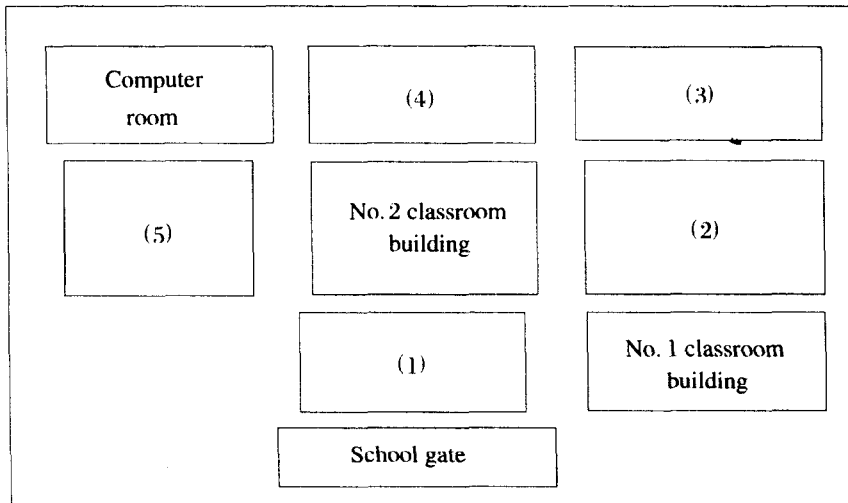 Computer
room
(4)
(3)
(5)
No. 2 classroom
building
(2)
(1)
No. 1 classroom
building
School gate